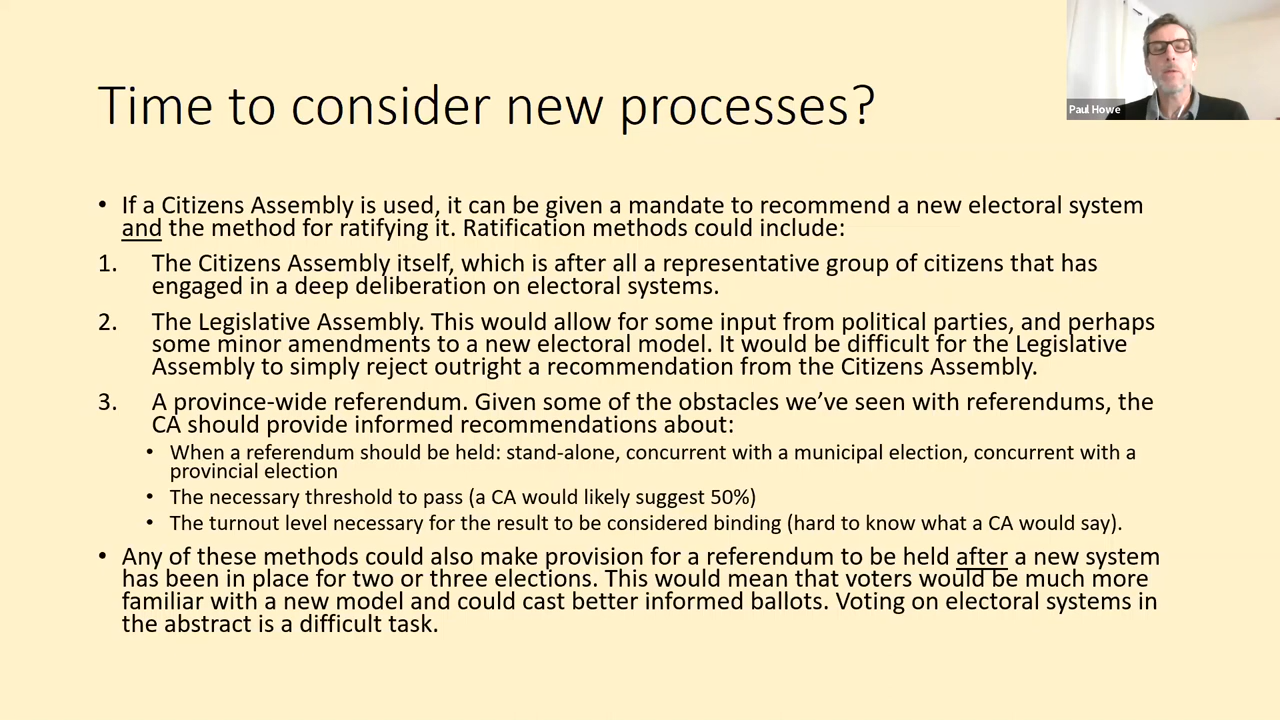 Time to consider new processes?
Paul Howe
• If a Citizens Assembly is used, it can be given a mandate to recommend a new electoral system
and the method for ratifying it. Ratification methods could include:
1. The Citizens Assembly itself, which is after all a representative group of citizens that has
engaged in a deep deliberation on electoral systems.
2. The Legislative Assembly. This would allow for some input from political parties, and perhaps
some minor amendments to a new electoral model. It would be difficult for the Legislative
Assembly to simply reject outright a recommendation from the Citizens Assembly.
3. A province-wide referendum. Given some of the obstacles we’ve seen with referendums, the
CA should provide informed recommendations about:
• When a referendum should be held: stand-alone, concurrent with a municipal election, concurrent with a
provincial election
• The necessary threshold to pass (a CA would likely suggest 50%)
• The turnout level necessary for the result to be considered binding (hard to know what a CA would say).
• Any of these methods could also make provision for a referendum to be held after a new system
has been in place for two or three elections. This would mean that voters would be much more
familiar with a new model and could cast better informed ballots. Voting on electoral systems in
the abstract is a difficult task.